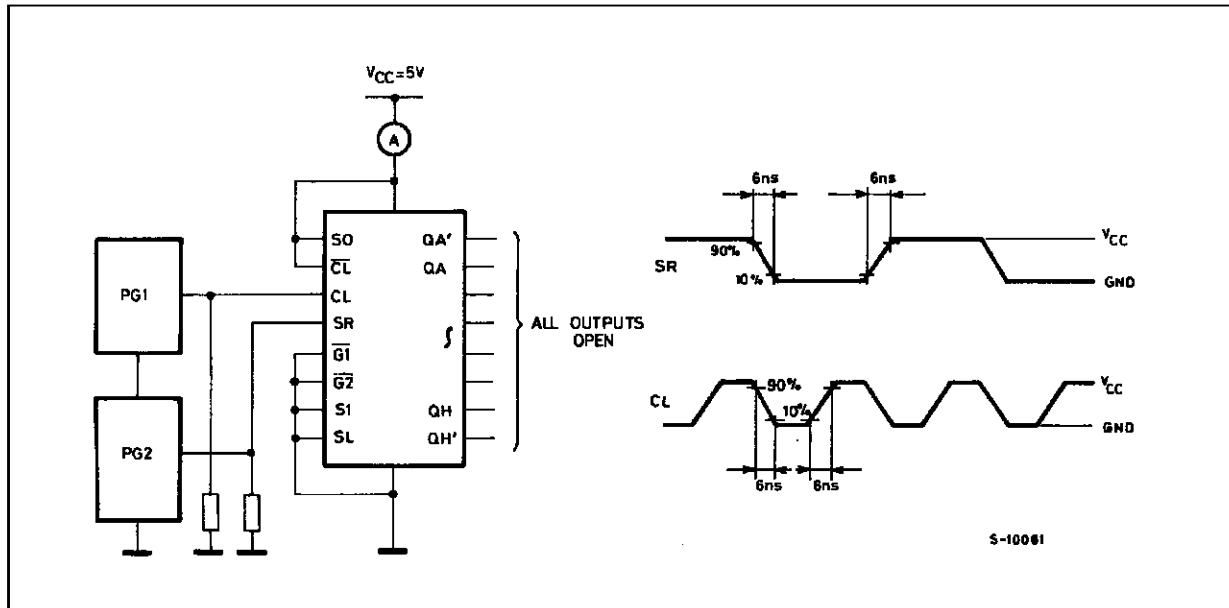 VCC=5V
A
S0
CL
CL
SR
G1
G2
S1
SL
QA'
QA
∫
QH
QH'
PG1
PG2
ALL OUTPUTS
OPEN
6ns
6ns
90%
10%
SR
VCC
GND
90%
10%
CL
VCC
GND
6ns
6ns
S-10061